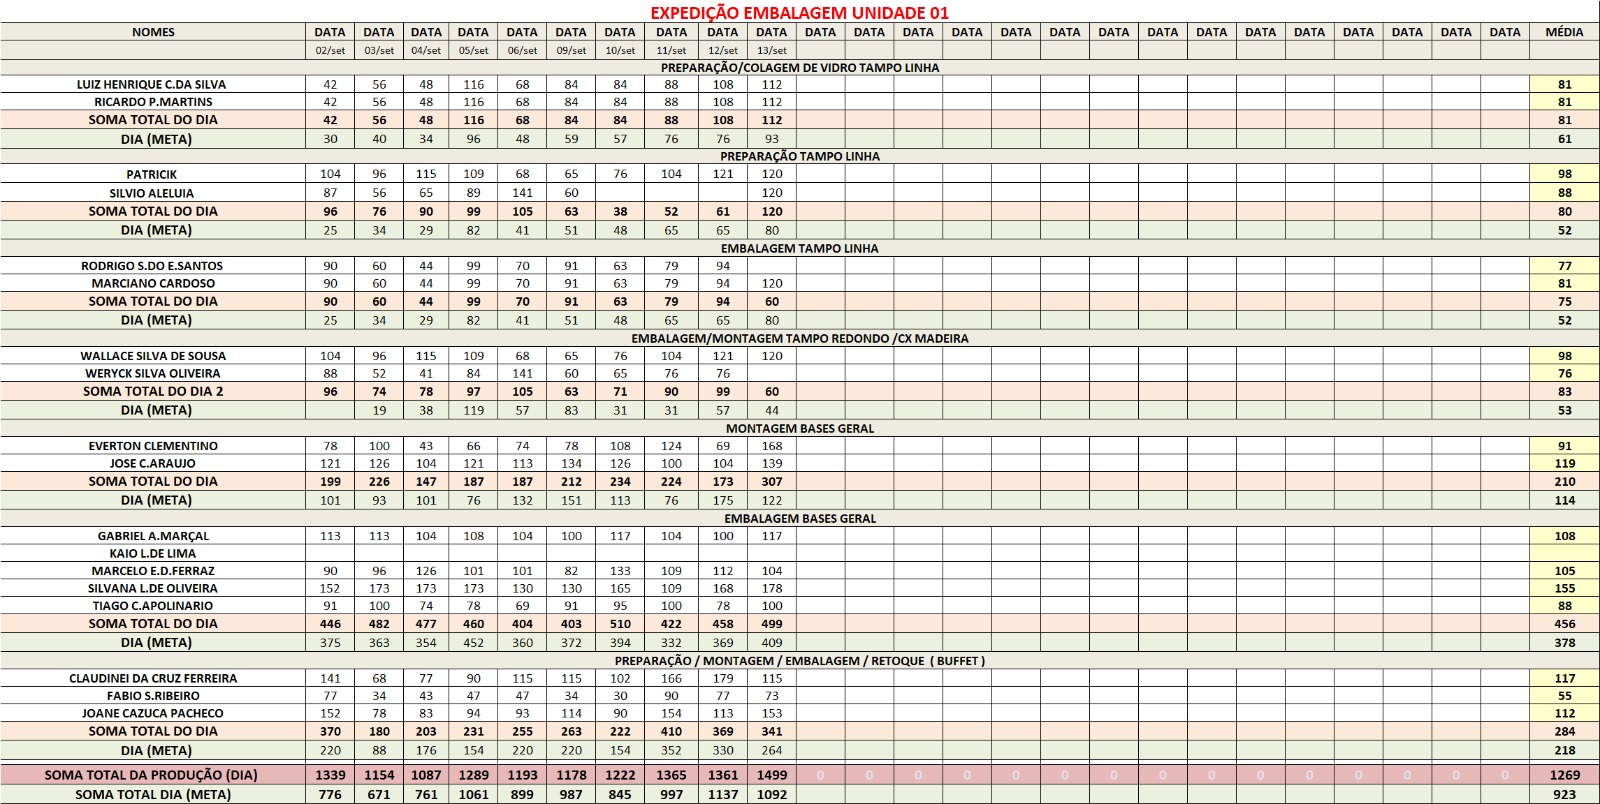 EXPEDIÇÃO EMBALAGEM UNIDADE 01
NOMES DATA DATA DATA DATA DATA DATA DATA DATA DATA DATA DATA DATA DATA DATA DATA DATA DATA DATA DATA DATA DATA DATA DATA DATA DATA MÉDIA
02/set 03/set 04/set 05/set 06/set 09/set 10/set 11/set 12/set 13/set
PREPARAÇÃO/COLAGEM DE VIDRO TAMPO LINHA
LUIZ HENRIQUE C.DA SILVA 42 56 48 116 68 84 84 88 108 112 81
RICARDO P.MARTINS 42 56 48 116 68 84 84 88 108 112 81
SOMA TOTAL DO DIA 42 56 48 116 68 84 84 88 108 112 81
DIA (META) 30 40 34 96 48 59 57 76 76 93 61
PREPARAÇÃO TAMPO LINHA
PATRICIK 104 96 115 109 68 65 76 104 121 120 98
SILVIO ALELUIA 87 56 65 89 141 60 120 88
SOMA TOTAL DO DIA 96 76 90 99 105 63 38 52 61 120 80
DIA (META) 25 34 29 82 41 51 48 65 65 80 52
EMBALAGEM TAMPO LINHA
RODRIGO S.DO E.SANTOS 90 60 44 99 70 91 63 79 94 77
MARCIANO CARDOSO 90 60 44 99 70 91 63 79 94 120 81
SOMA TOTAL DO DIA 90 60 44 99 70 91 63 79 94 60 75
DIA (META) 25 34 29 82 41 51 48 65 65 80 52
EMBALAGEM/MONTAGEM TAMPO REDONDO /CX MADEIRA
WALLACE SILVA DE SOUSA 104 96 115 109 68 65 76 104 121 120 98
WERYCK SILVA OLIVEIRA 88 52 41 84 141 60 65 76 76 76
SOMA TOTAL DO DIA 2 96 74 78 97 105 63 71 90 99 60 83
DIA (META) 19 38 119 57 83 31 31 57 44 53
MONTAGEM BASES GERAL
EVERTON CLEMENTINO 78 100 43 66 74 78 108 124 69 168 91
JOSE C.ARAUJO 121 126 104 121 113 134 126 100 104 139 119
SOMA TOTAL DO DIA 199 226 147 187 187 212 234 224 173 307 210
DIA (META) 101 93 101 76 132 151 113 76 175 122 114
EMBALAGEM BASES GERAL
GABRIEL A.MARÇAL 113 113 104 108 104 100 117 104 100 117 108
KAIO L.DE LIMA
MARCELO E.D.FERRAZ 90 96 126 101 101 82 133 109 112 104 105
SILVANA L.DE OLIVEIRA 152 173 173 173 130 130 165 109 168 178 155
TIAGO C.APOLINARIO 91 100 74 78 69 91 95 100 78 100 88
SOMA TOTAL DO DIA 446 482 477 460 404 403 510 422 458 499 456
DIA (META) 375 363 354 452 360 372 394 332 369 409 378
PREPARAÇÃO / MONTAGEM / EMBALAGEM / RETOQUE ( BUFFET )
CLAUDINEI DA CRUZ FERREIRA 141 68 77 90 115 115 102 166 179 115 117
FABIO S.RIBEIRO 77 34 43 47 47 34 30 90 77 73 55
JOANE CAZUCA PACHECO 152 78 83 94 93 114 90 154 113 153 112
SOMA TOTAL DO DIA 370 180 203 231 255 263 222 410 369 341 284
DIA (META) 220 88 176 154 220 220 154 352 330 264 218
SOMA TOTAL DA PRODUÇÃO (DIA) 1339 1154 1087 1289 1193 1178 1222 1365 1361 1499 0 0 0 0 0 0 0 0 0 0 0 0 0 0 0 1269
SOMA TOTAL DIA (META) 776 671 761 1061 899 987 845 997 1137 1092 923